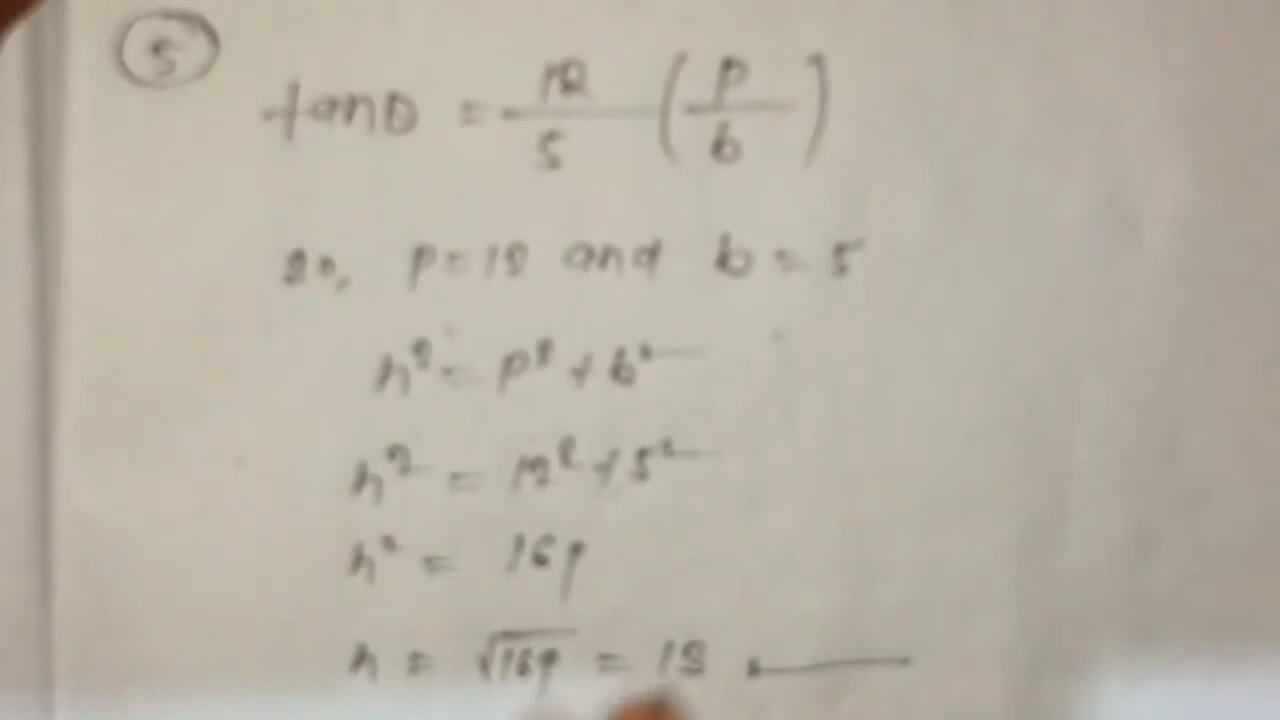 5
tanθ = 12/5 (p/b)
so, p = 12 and b = 5
h² = p² + b²
h² = 12² + 5²
h² = 169
h = √169 = 13